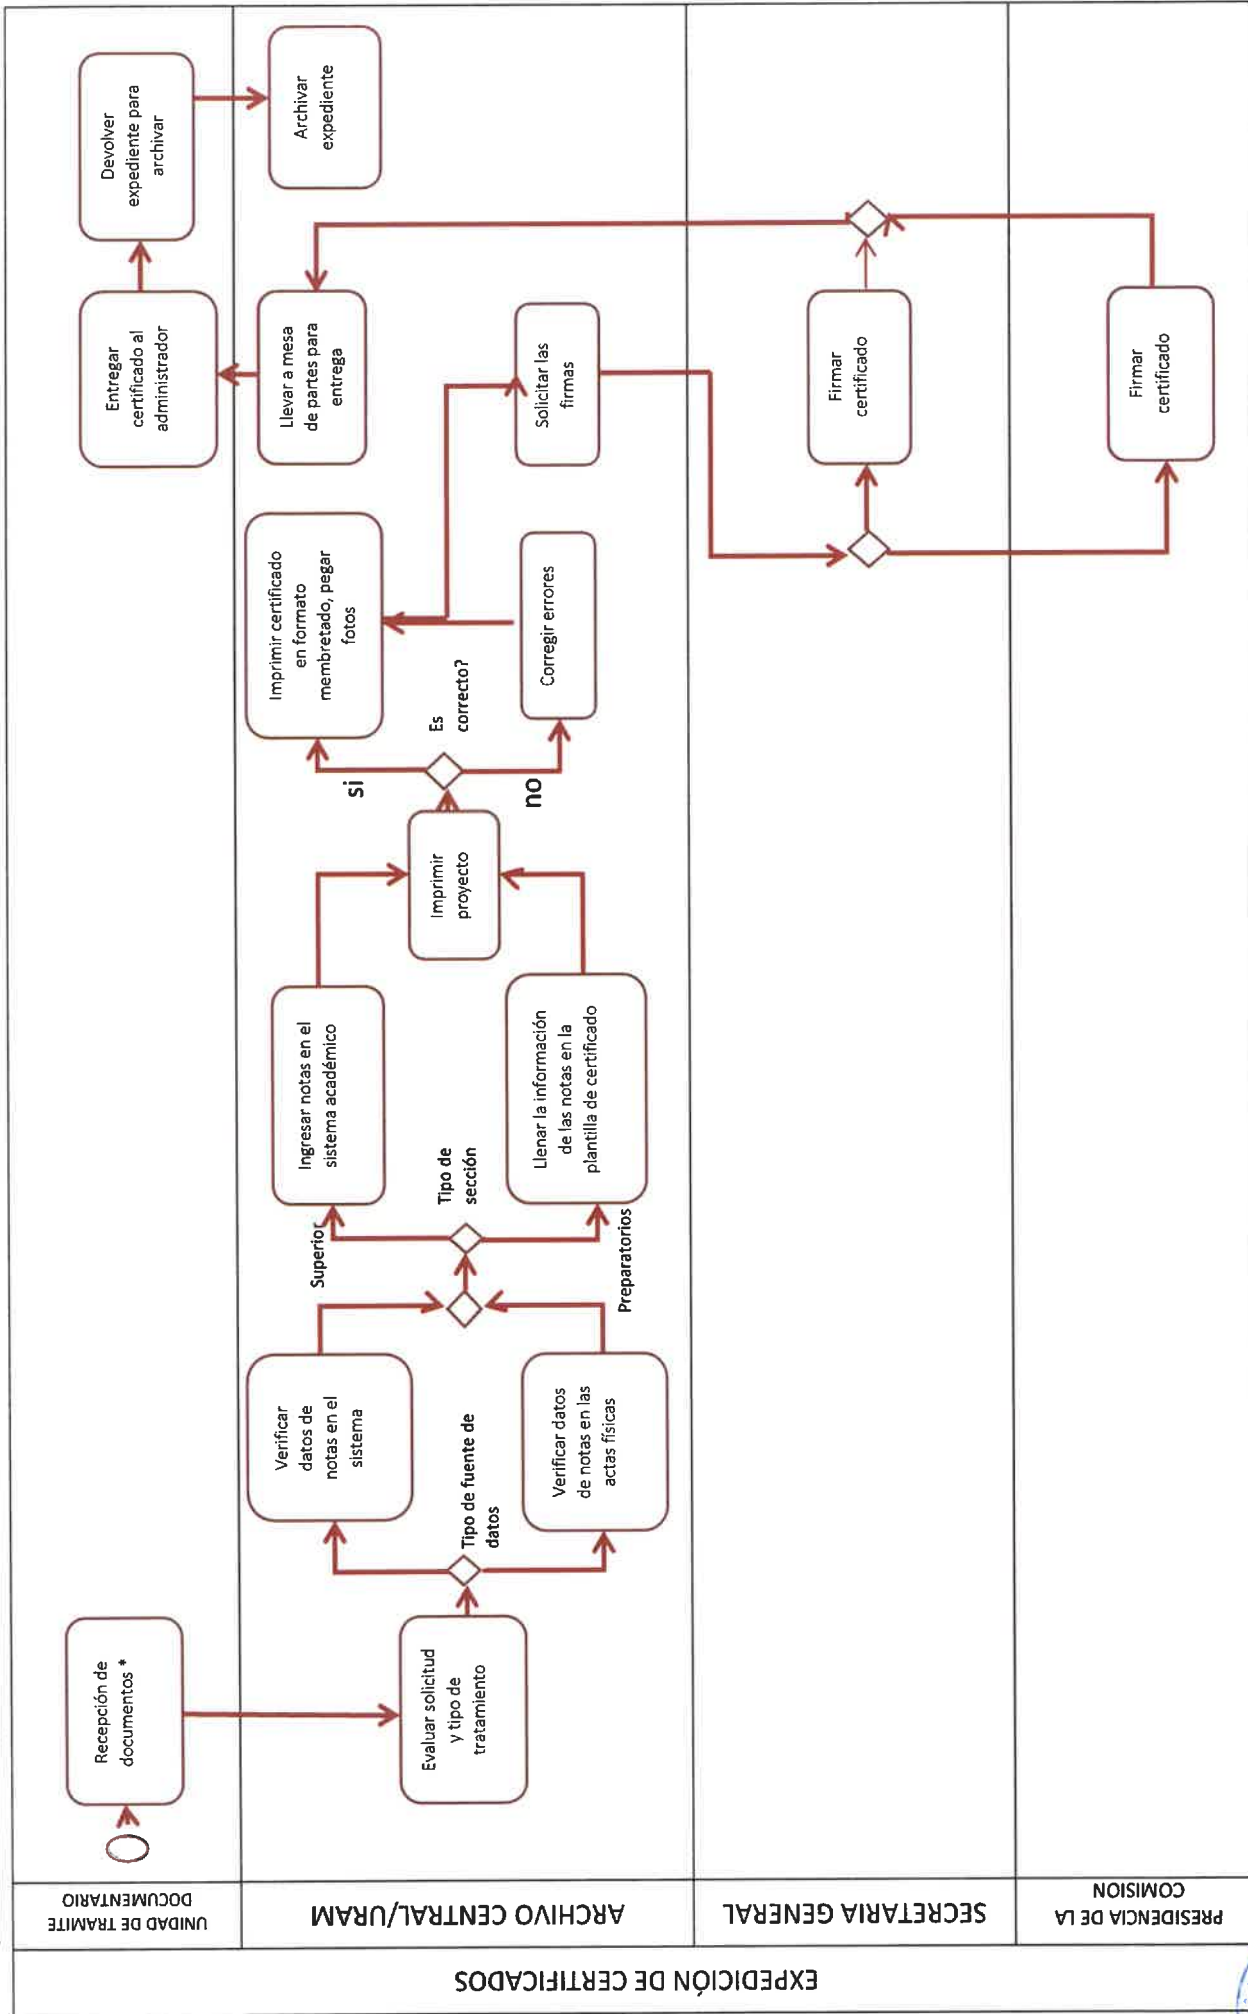 EXPEDICIÓN DE CERTIFICADOS
UNIDAD DE TRAMITE
DOCUMENTARIO
ARCHIVO CENTRAL/URAM
SECRETARIA GENERAL
PRESIDENCIA DE LA
COMISION
Recepción de
documentos *
Evaluar solicitud
y tipo de
tratamiento
Tipo de fuente de
datos
Verificar
datos de
notas en el
sistema
Verificar datos
de notas en las
actas físicas
Superior
Tipo de
sección
Preparatorios
Ingresar notas en el
sistema académico
Llenar la información
de las notas en la
plantilla de certificado
Imprimir
proyecto
si
Es
correcto?
no
Imprimir certificado
en formato
membretado, pegar
fotos
Corregir errores
Solicitar las
firmas
Firmar
certificado
Firmar
certificado
Llevar a mesa
de partes para
entrega
Entregar
certificado al
administrador
Devolver
expediente para
archivar
Archivar
expediente